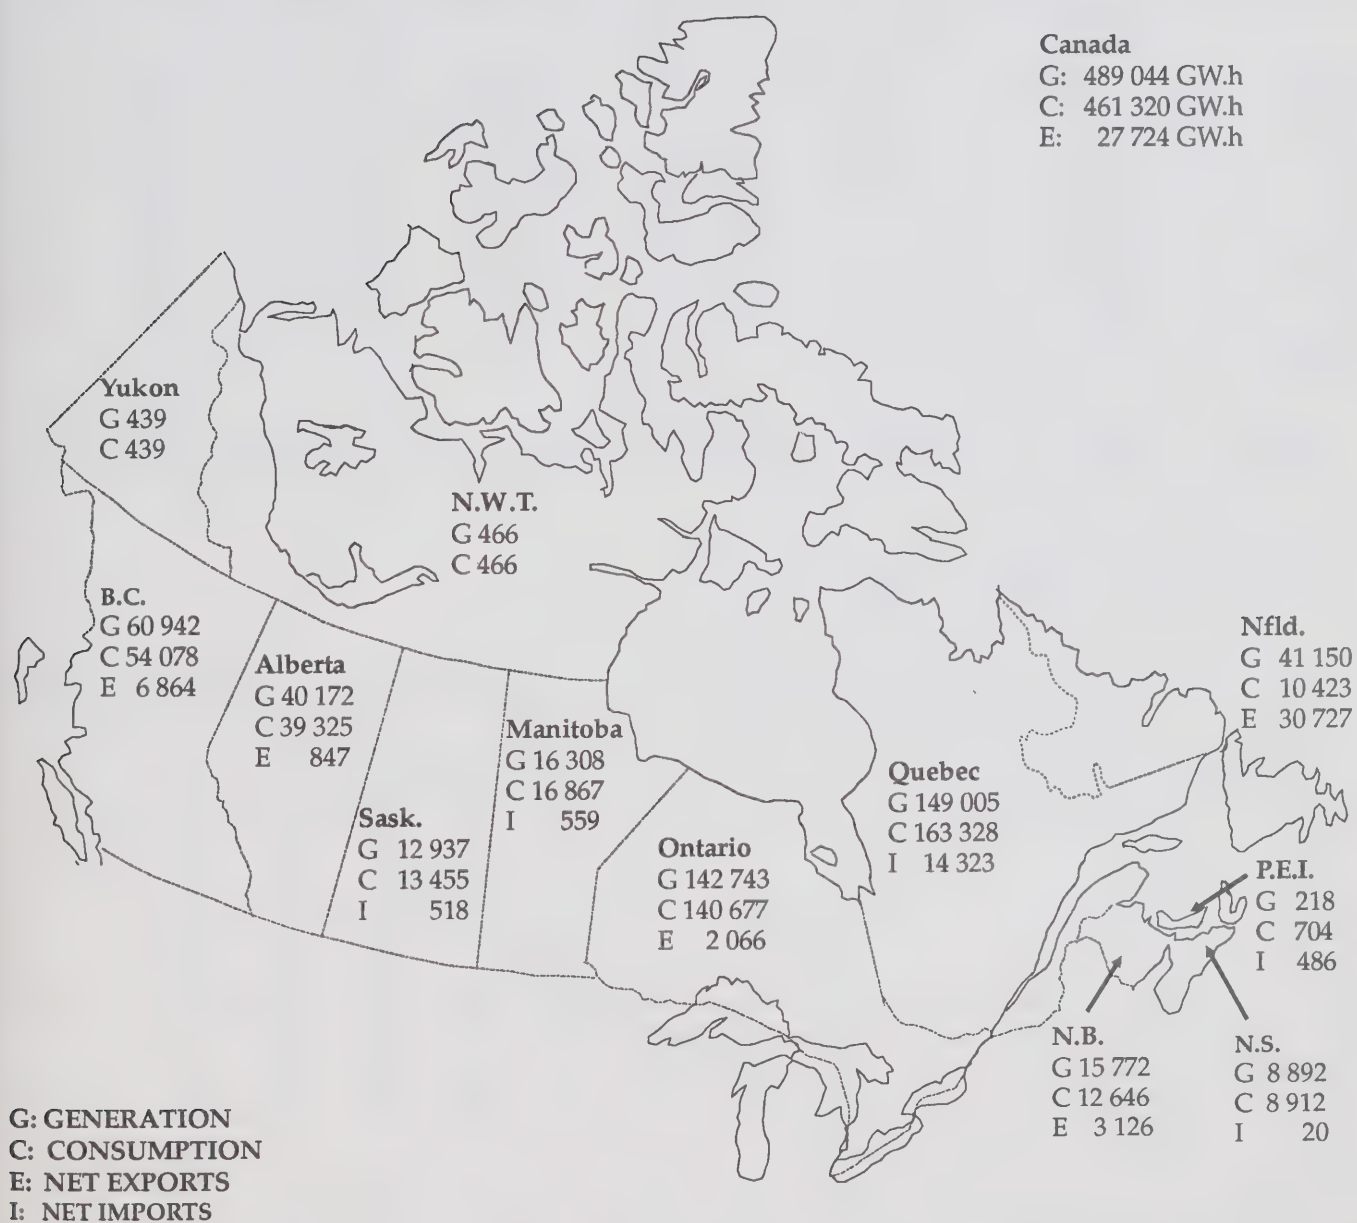 Canada
G: 489 044 GW.h
C: 461 320 GW.h
E: 27 724 GW.h
Yukon
G 439
C 439
N.W.T.
G 466
C 466
B.C.
G 60 942
C 54 078
E 6 864
Alberta
G 40 172
C 39 325
E 847
Sask.
G 12 937
C 13 455
I 518
Manitoba
G 16 308
C 16 867
I 559
Ontario
G 142 743
C 140 677
E 2 066
Quebec
G 149 005
C 163 328
I 14 323
Nfld.
G 41 150
C 10 423
E 30 727
P.E.I.
G 218
C 704
I 486
N.B.
G 15 772
C 12 646
E 3 126
N.S.
G 8 892
C 8 912
I 20
G: GENERATION
C: CONSUMPTION
E: NET EXPORTS
I: NET IMPORTS